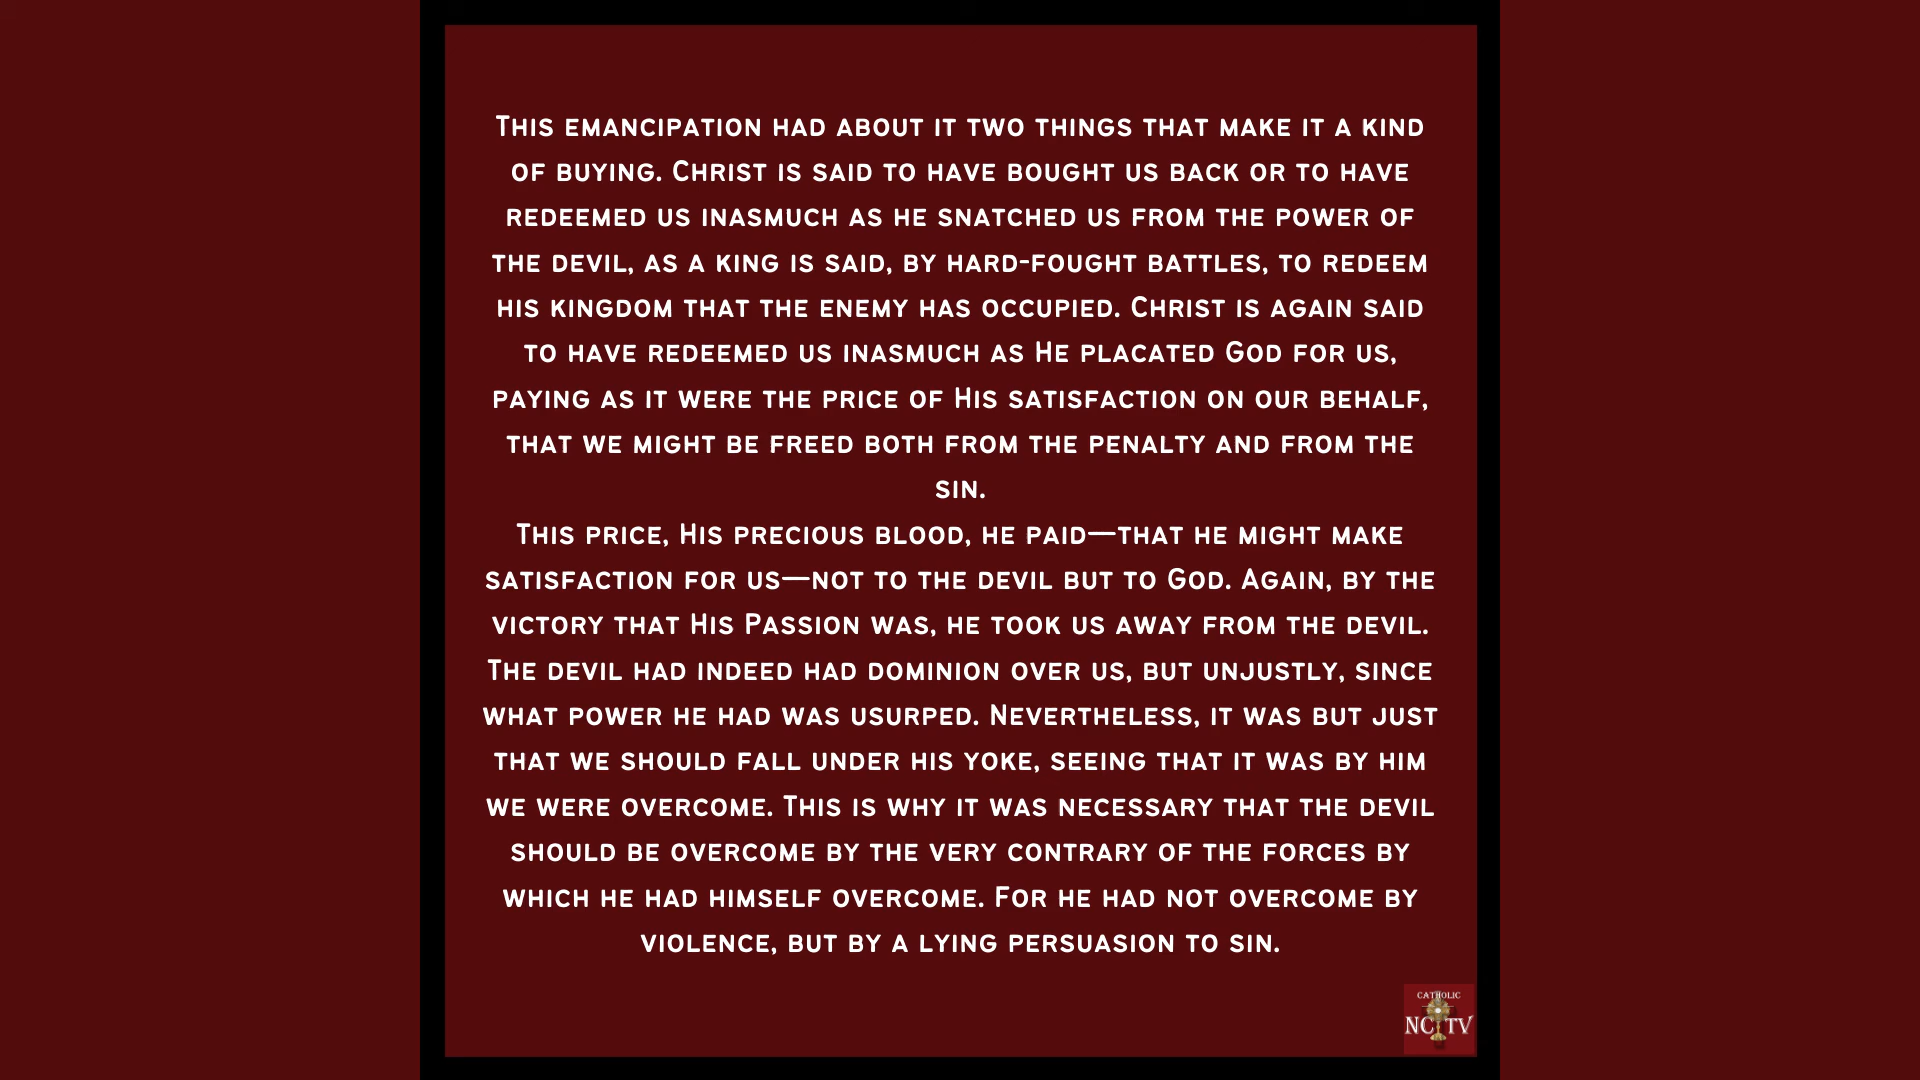 This emancipation had about it two things that make it a kind
of buying. Christ is said to have bought us back or to have
redeemed us inasmuch as he snatched us from the power of
the devil, as a king is said, by hard-fought battles, to redeem
his kingdom that the enemy has occupied. Christ is again said
to have redeemed us inasmuch as He placated God for us,
paying as it were the price of His satisfaction on our behalf,
that we might be freed both from the penalty and from the
sin.
This price, His precious blood, he paid—that he might make
satisfaction for us—not to the devil but to God. Again, by the
victory that His Passion was, he took us away from the devil.
The devil had indeed had dominion over us, but unjustly, since
what power he had was usurped. Nevertheless, it was but just
that we should fall under his yoke, seeing that it was by him
we were overcome. This is why it was necessary that the devil
should be overcome by the very contrary of the forces by
which he had himself overcome. For he had not overcome by
violence, but by a lying persuasion to sin.
CATHOLIC
NC TV